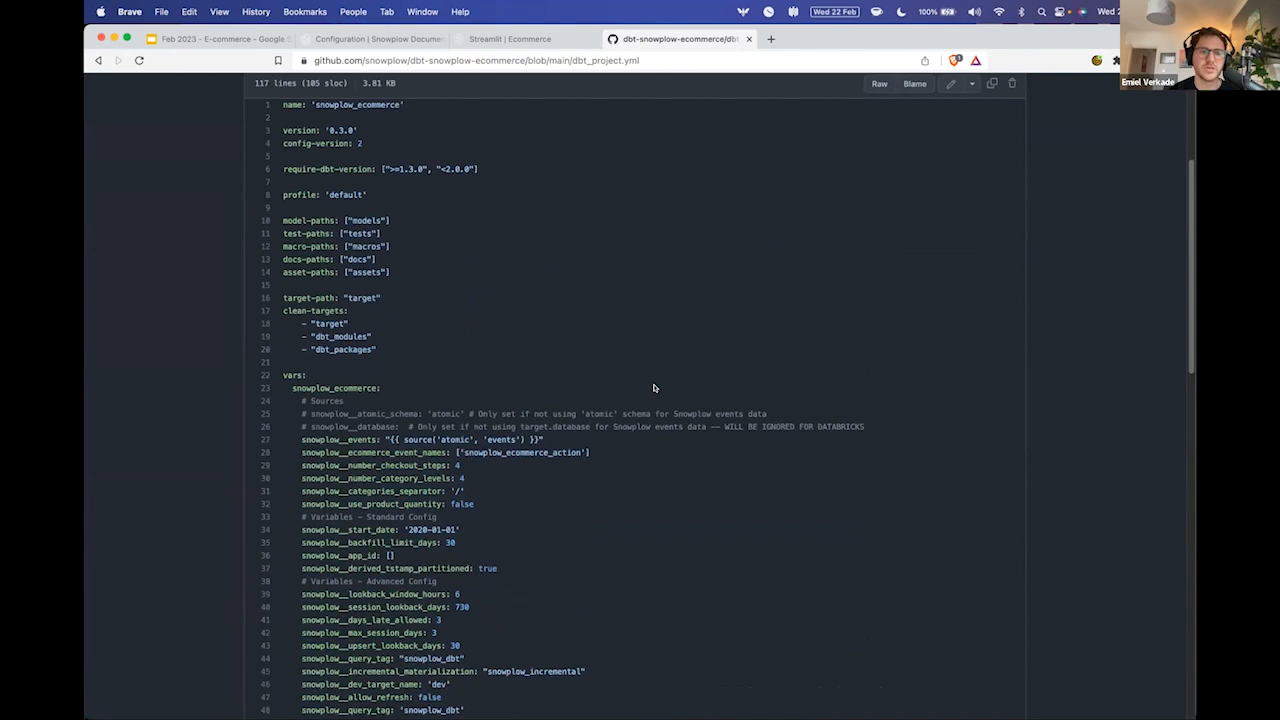 Brave File Edit View History Bookmarks People Tab Window Help Wed 22 Feb 100% Wed 2
Feb 2023 - E-commerce - Google S Configuration | Snowplow Documen Streamlit | Ecommerce dbt-snowplow-ecommerce/dbt_
github.com/snowplow/dbt-snowplow-ecommerce/blob/main/dbt_project.yml
Emiel Verkade
117 lines (105 sloc) 3.81 KB Raw Blame
1 name: 'snowplow_ecommerce'
2
3 version: '0.3.0'
4 config-version: 2
5
6 require-dbt-version: [">=1.3.0", "<2.0.0"]
7
8 profile: 'default'
9
10 model-paths: ["models"]
11 test-paths: ["tests"]
12 macro-paths: ["macros"]
13 docs-paths: ["docs"]
14 asset-paths: ["assets"]
15
16 target-path: "target"
17 clean-targets:
18 - "target"
19 - "dbt_modules"
20 - "dbt_packages"
21
22 vars:
23 snowplow_ecommerce:
24 # Sources
25 # snowplow__atomic_schema: 'atomic' # Only set if not using 'atomic' schema for Snowplow events data
26 # snowplow__database: # Only set if not using target.database for Snowplow events data -- WILL BE IGNORED FOR DATABRICKS
27 snowplow__events: "{{ source('atomic', 'events') }}"
28 snowplow__ecommerce_event_names: ['snowplow_ecommerce_action']
29 snowplow__number_checkout_steps: 4
30 snowplow__number_category_levels: 4
31 snowplow__categories_separator: '/'
32 snowplow__use_product_quantity: false
33 # Variables - Standard Config
34 snowplow__start_date: '2020-01-01'
35 snowplow__backfill_limit_days: 30
36 snowplow__app_id: []
37 snowplow__derived_tstamp_partitioned: true
38 # Variables - Advanced Config
39 snowplow__lookback_window_hours: 6
40 snowplow__session_lookback_days: 730
41 snowplow__days_late_allowed: 3
42 snowplow__max_session_days: 3
43 snowplow__upsert_lookback_days: 30
44 snowplow__query_tag: "snowplow_dbt"
45 snowplow__incremental_materialization: "snowplow_incremental"
46 snowplow__dev_target_name: 'dev'
47 snowplow__allow_refresh: false
48 snowplow__query_tag: 'snowplow_dbt'